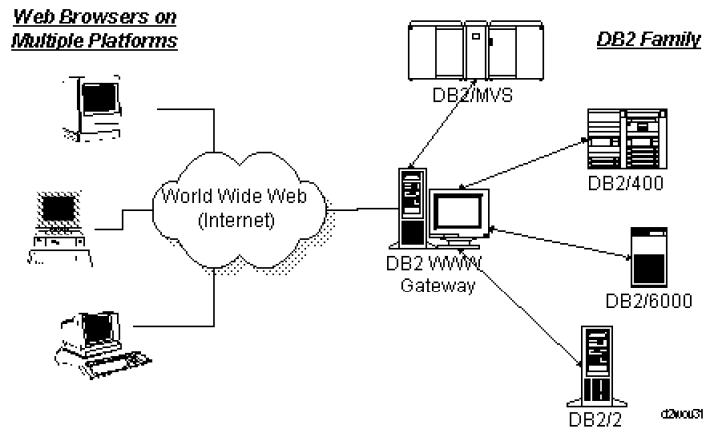 Web Browsers on
Multiple Platforms
DB2 Family
DB2/MVS
DB2/400
World Wide Web
(Internet)
DB2 WWW
Gateway
DB2/6000
DB2/2